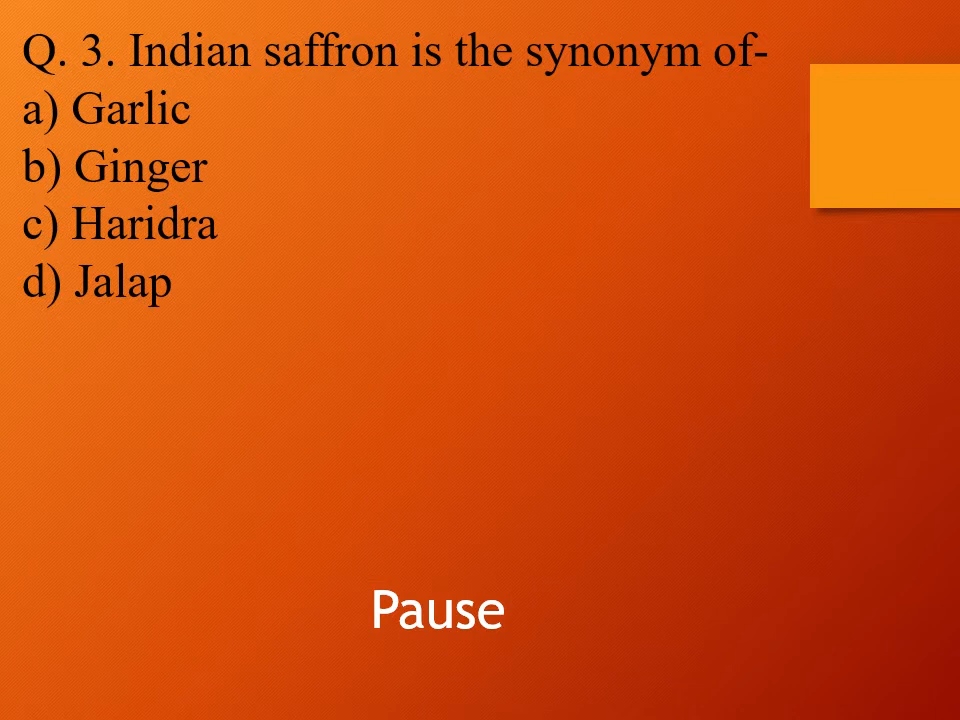 Q. 3. Indian saffron is the synonym of-
a) Garlic
b) Ginger
c) Haridra
d) Jalap
Pause